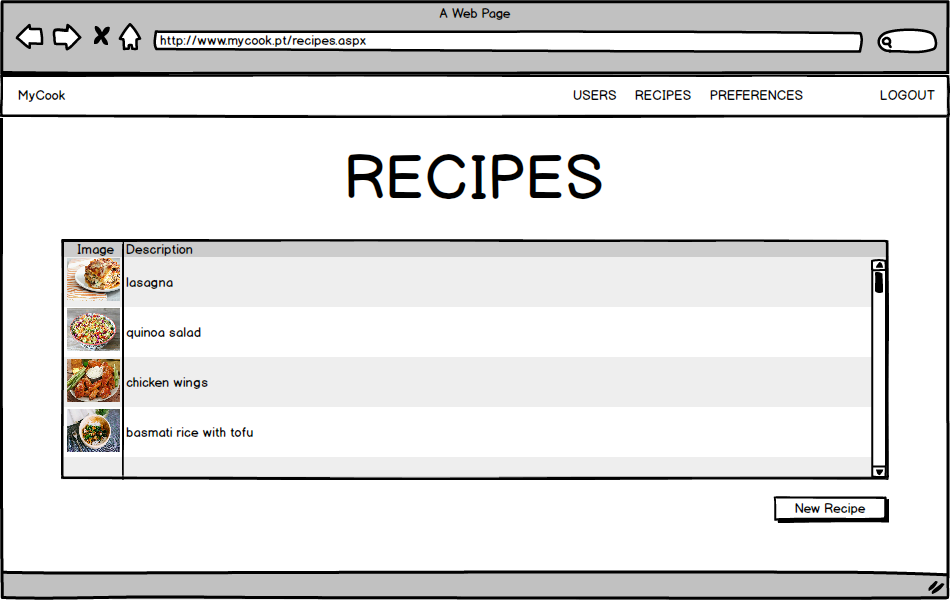 A Web Page
http://www.mycook.pt/recipes.aspx
MyCook USERS RECIPES PREFERENCES LOGOUT
RECIPES
Image Description
lasagna
quinoa salad
chicken wings
basmati rice with tofu
New Recipe